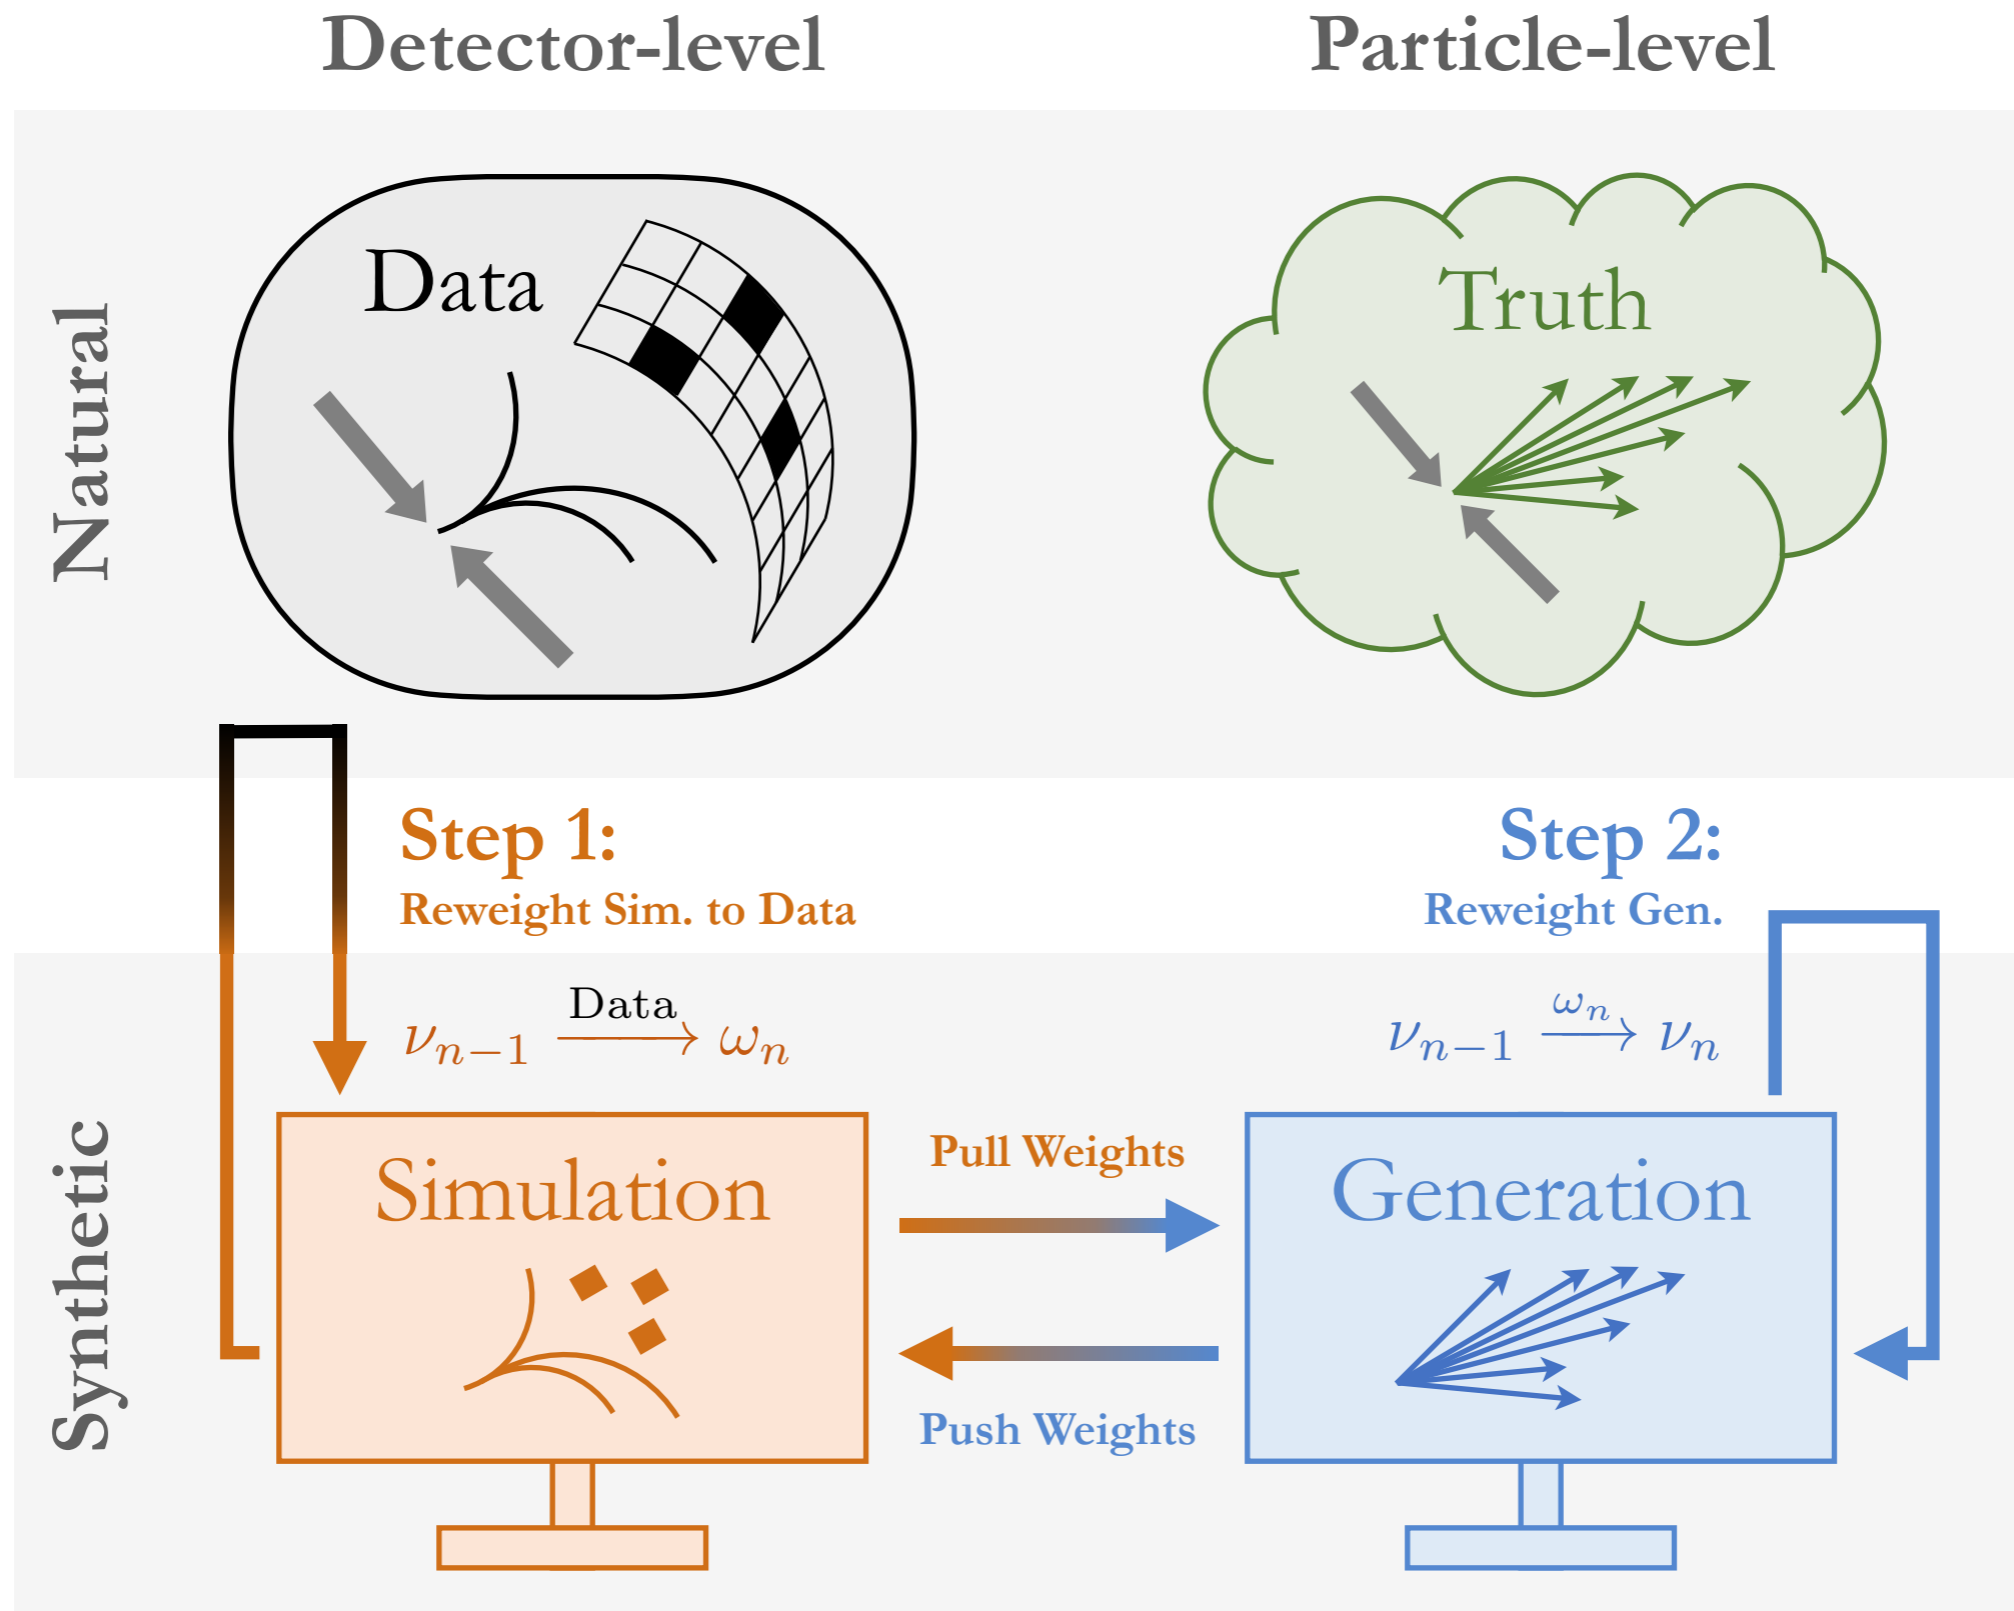 Detector-level
Particle-level
Natural
Data
Truth
Step 1:
Reweight Sim. to Data
Step 2:
Reweight Gen.
Synthetic
νₙ₋₁ —Data→ ωₙ
νₙ₋₁ —ωₙ→ νₙ
Simulation
Pull Weights
Push Weights
Generation